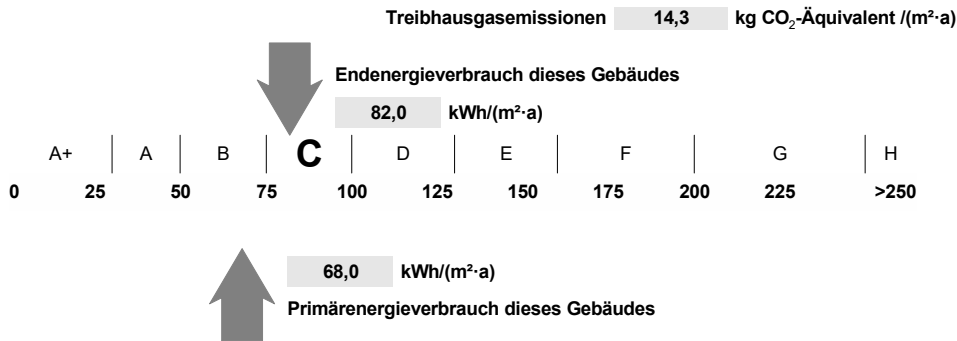 Treibhausgasemissionen 14,3 kg CO₂-Äquivalent /(m²·a)
Endenergieverbrauch dieses Gebäudes
82,0 kWh/(m²·a)
A+ A B C D E F G H
0 25 50 75 100 125 150 175 200 225 >250
68,0 kWh/(m²·a)
Primärenergieverbrauch dieses Gebäudes